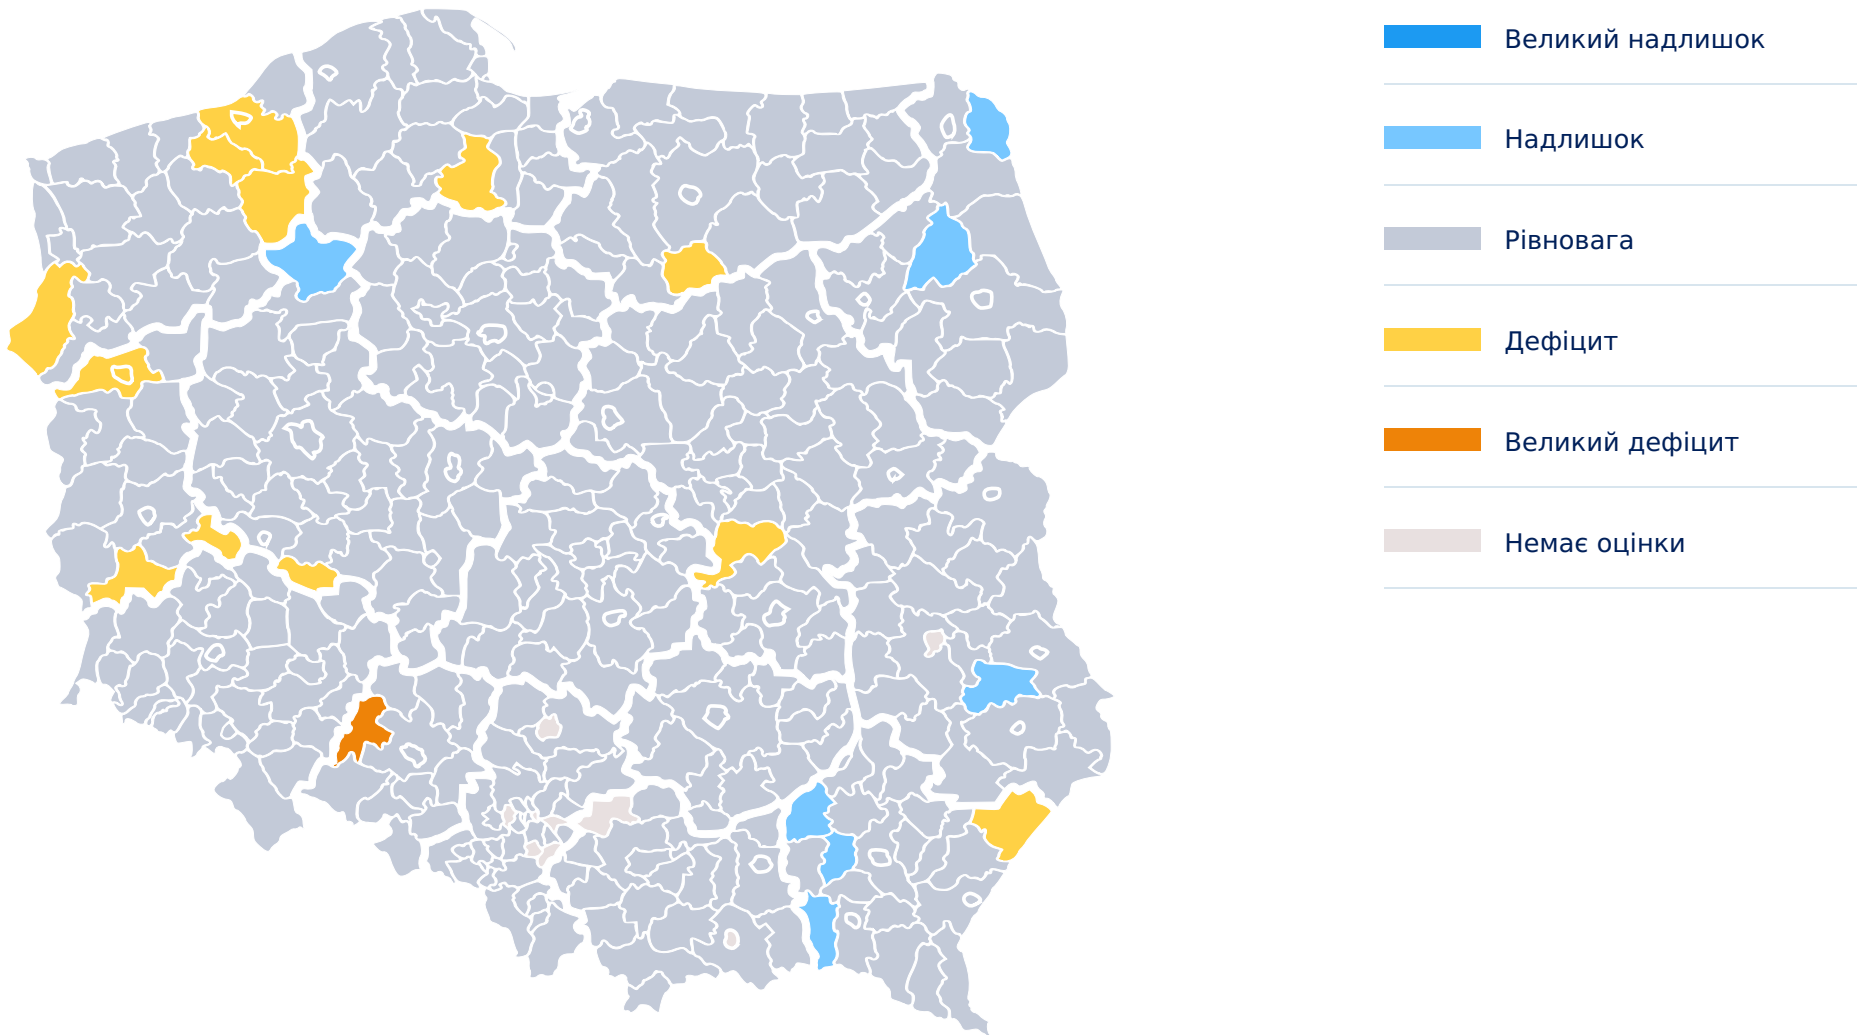 Великий надлишок
Надлишок
Рівновага
Дефіцит
Великий дефіцит
Немає оцінки